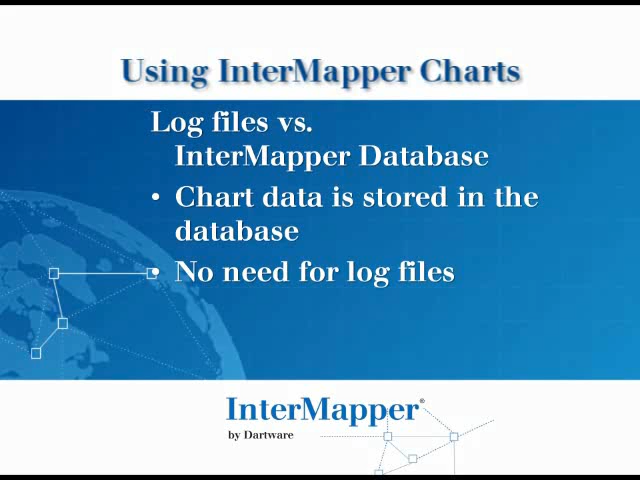 Using InterMapper Charts
Log files vs.
InterMapper Database
• Chart data is stored in the
database
• No need for log files
InterMapper®
by Dartware